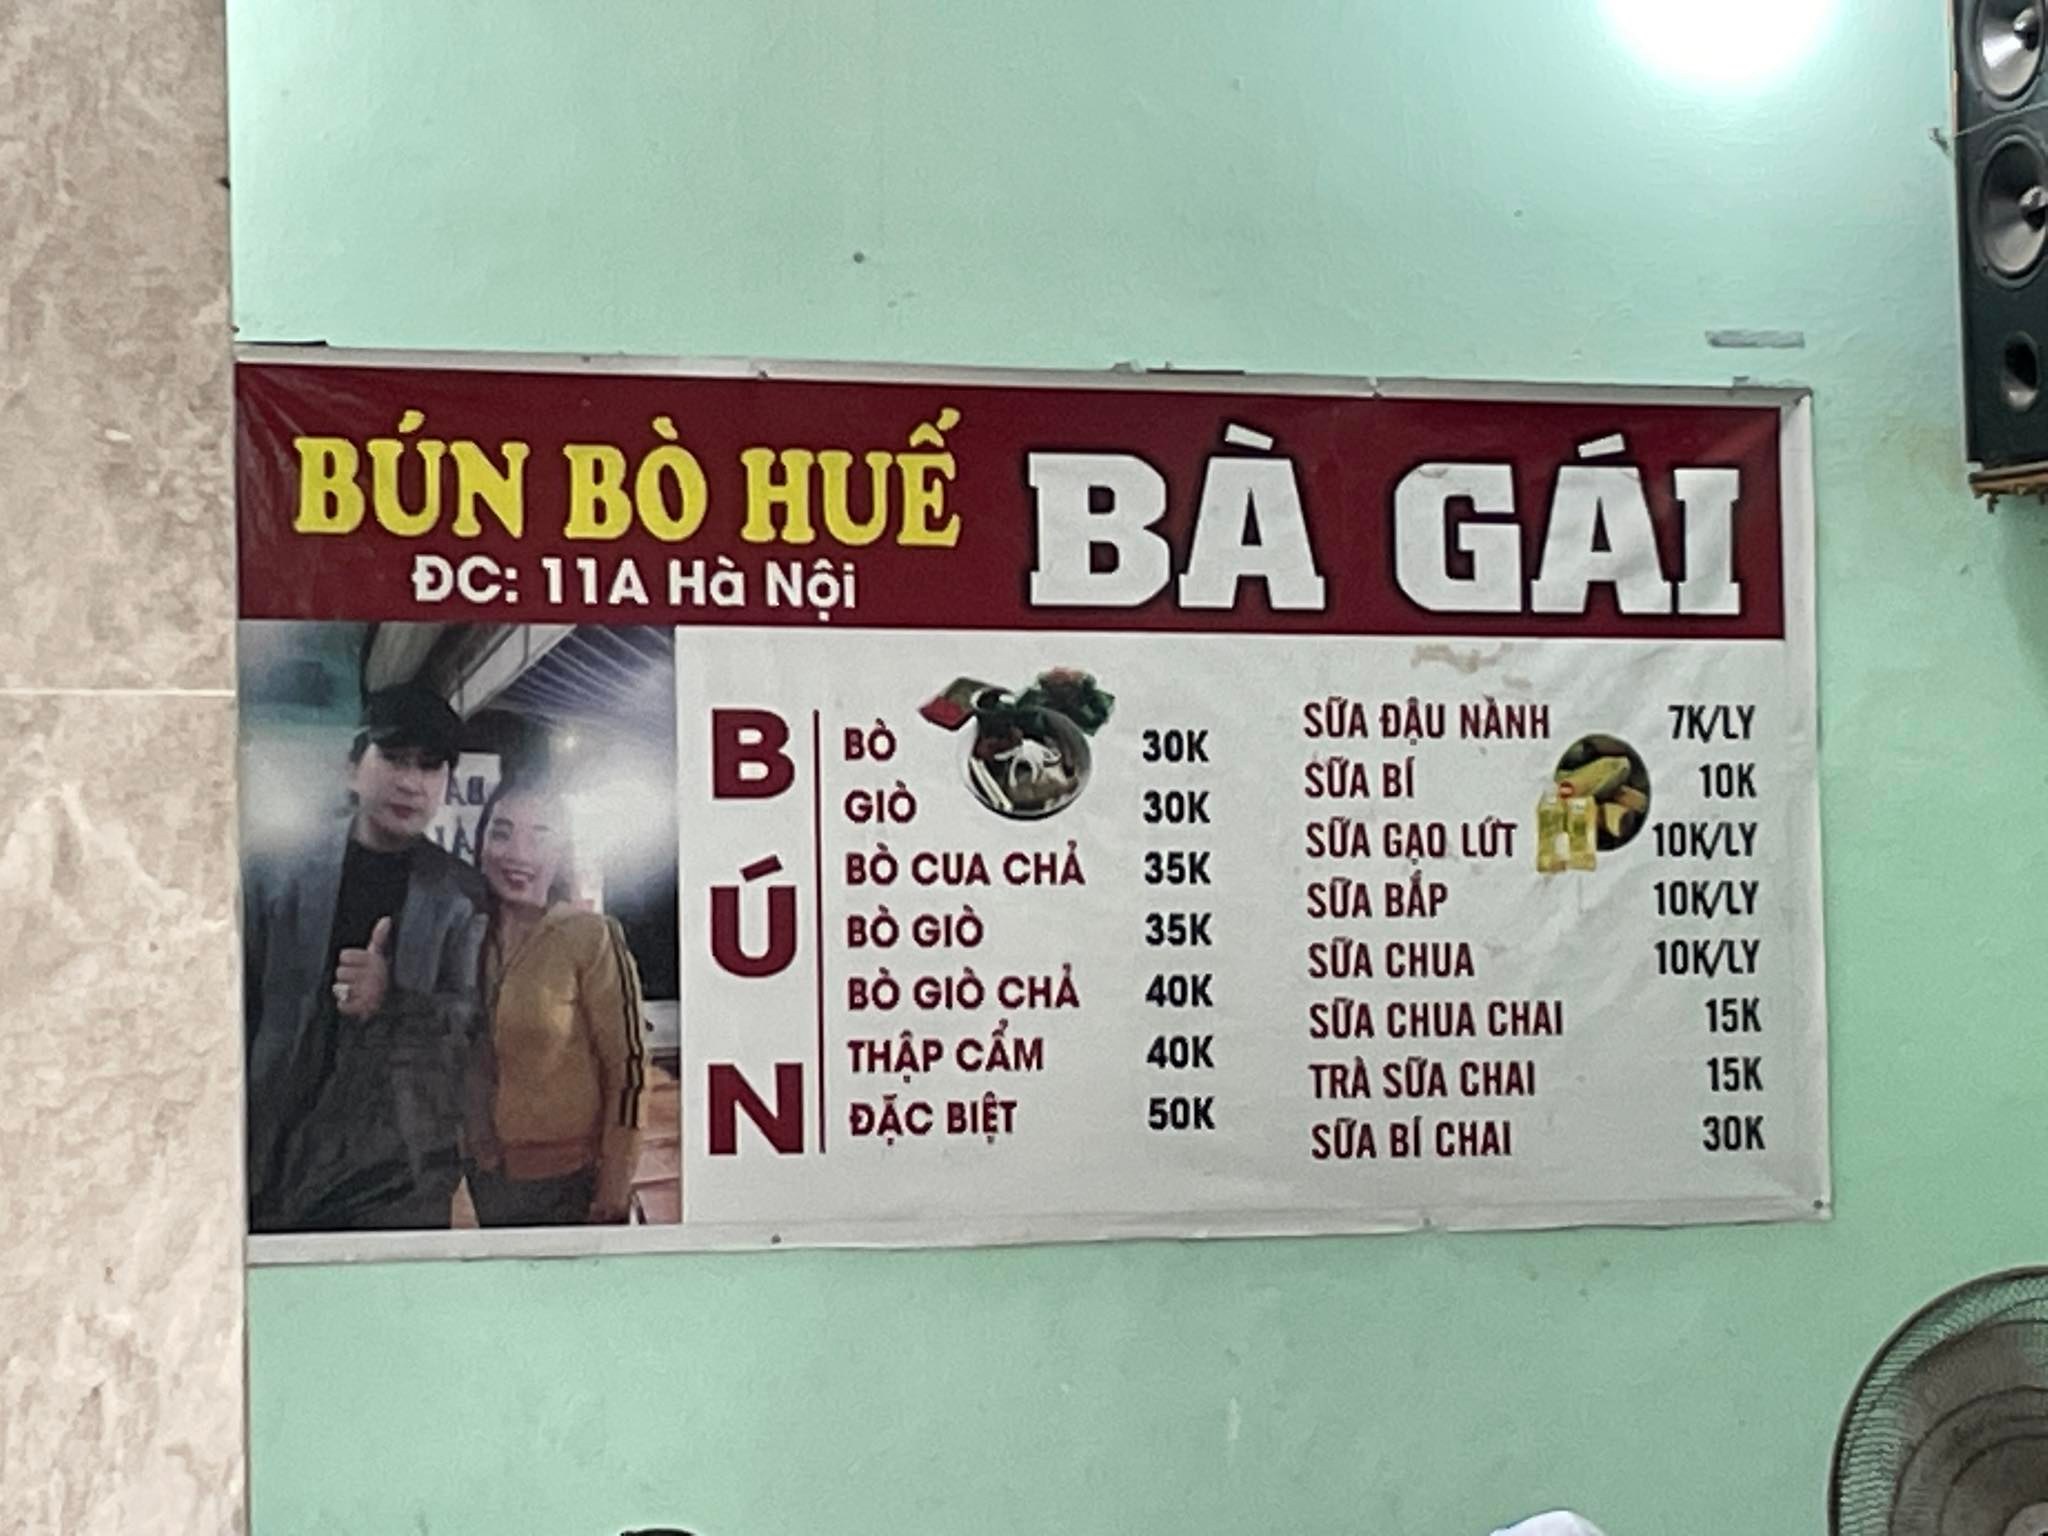 BÚN BÒ HUẾ BÀ GÁI
ĐC: 11A Hà Nội
BÚN
BÒ 30K
GIÒ 30K
BÒ CUA CHẢ 35K
BÒ GIÒ 35K
BÒ GIÒ CHẢ 40K
THẬP CẨM 40K
ĐẶC BIỆT 50K
SỮA ĐẬU NÀNH 7K/LY
SỮA BÍ 10K
SỮA GẠO LỨT 10K/LY
SỮA BẮP 10K/LY
SỮA CHUA 10K/LY
SỮA CHUA CHAI 15K
TRÀ SỮA CHAI 15K
SỮA BÍ CHAI 30K